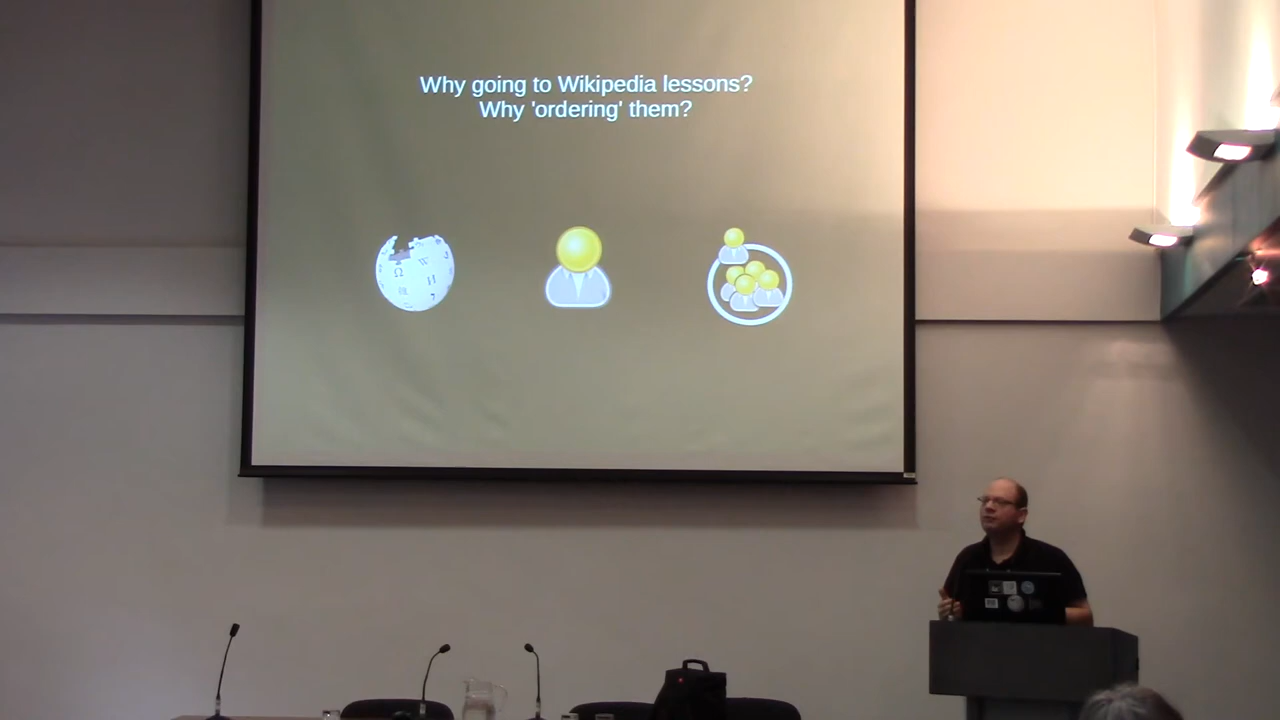 Why going to Wikipedia lessons?
Why 'ordering' them?
Ω W И